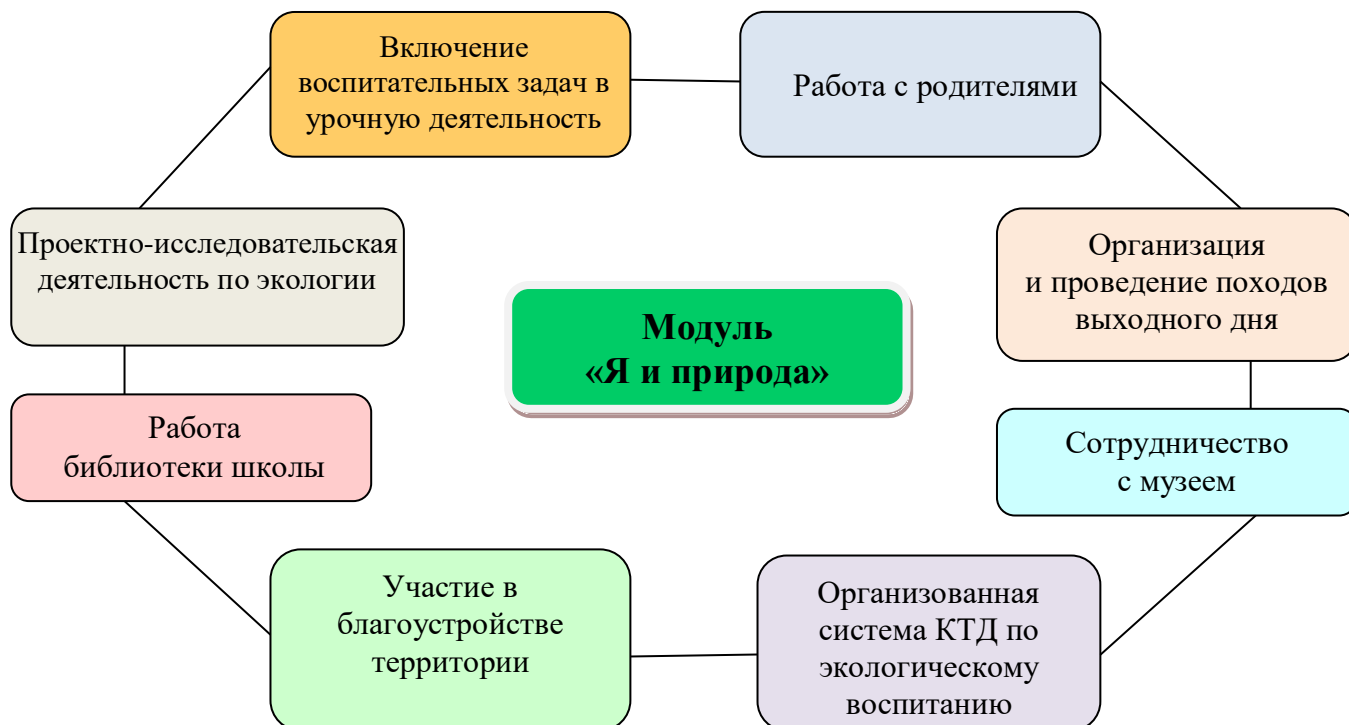 Включение
воспитательных задач в
урочную деятельность
Работа с родителями
Проектно-исследовательская
деятельность по экологии
Организация
и проведение походов
выходного дня
Модуль
«Я и природа»
Работа
библиотеки школы
Сотрудничество
с музеем
Участие в
благоустройстве
территории
Организованная
система КТД по
экологическому
воспитанию